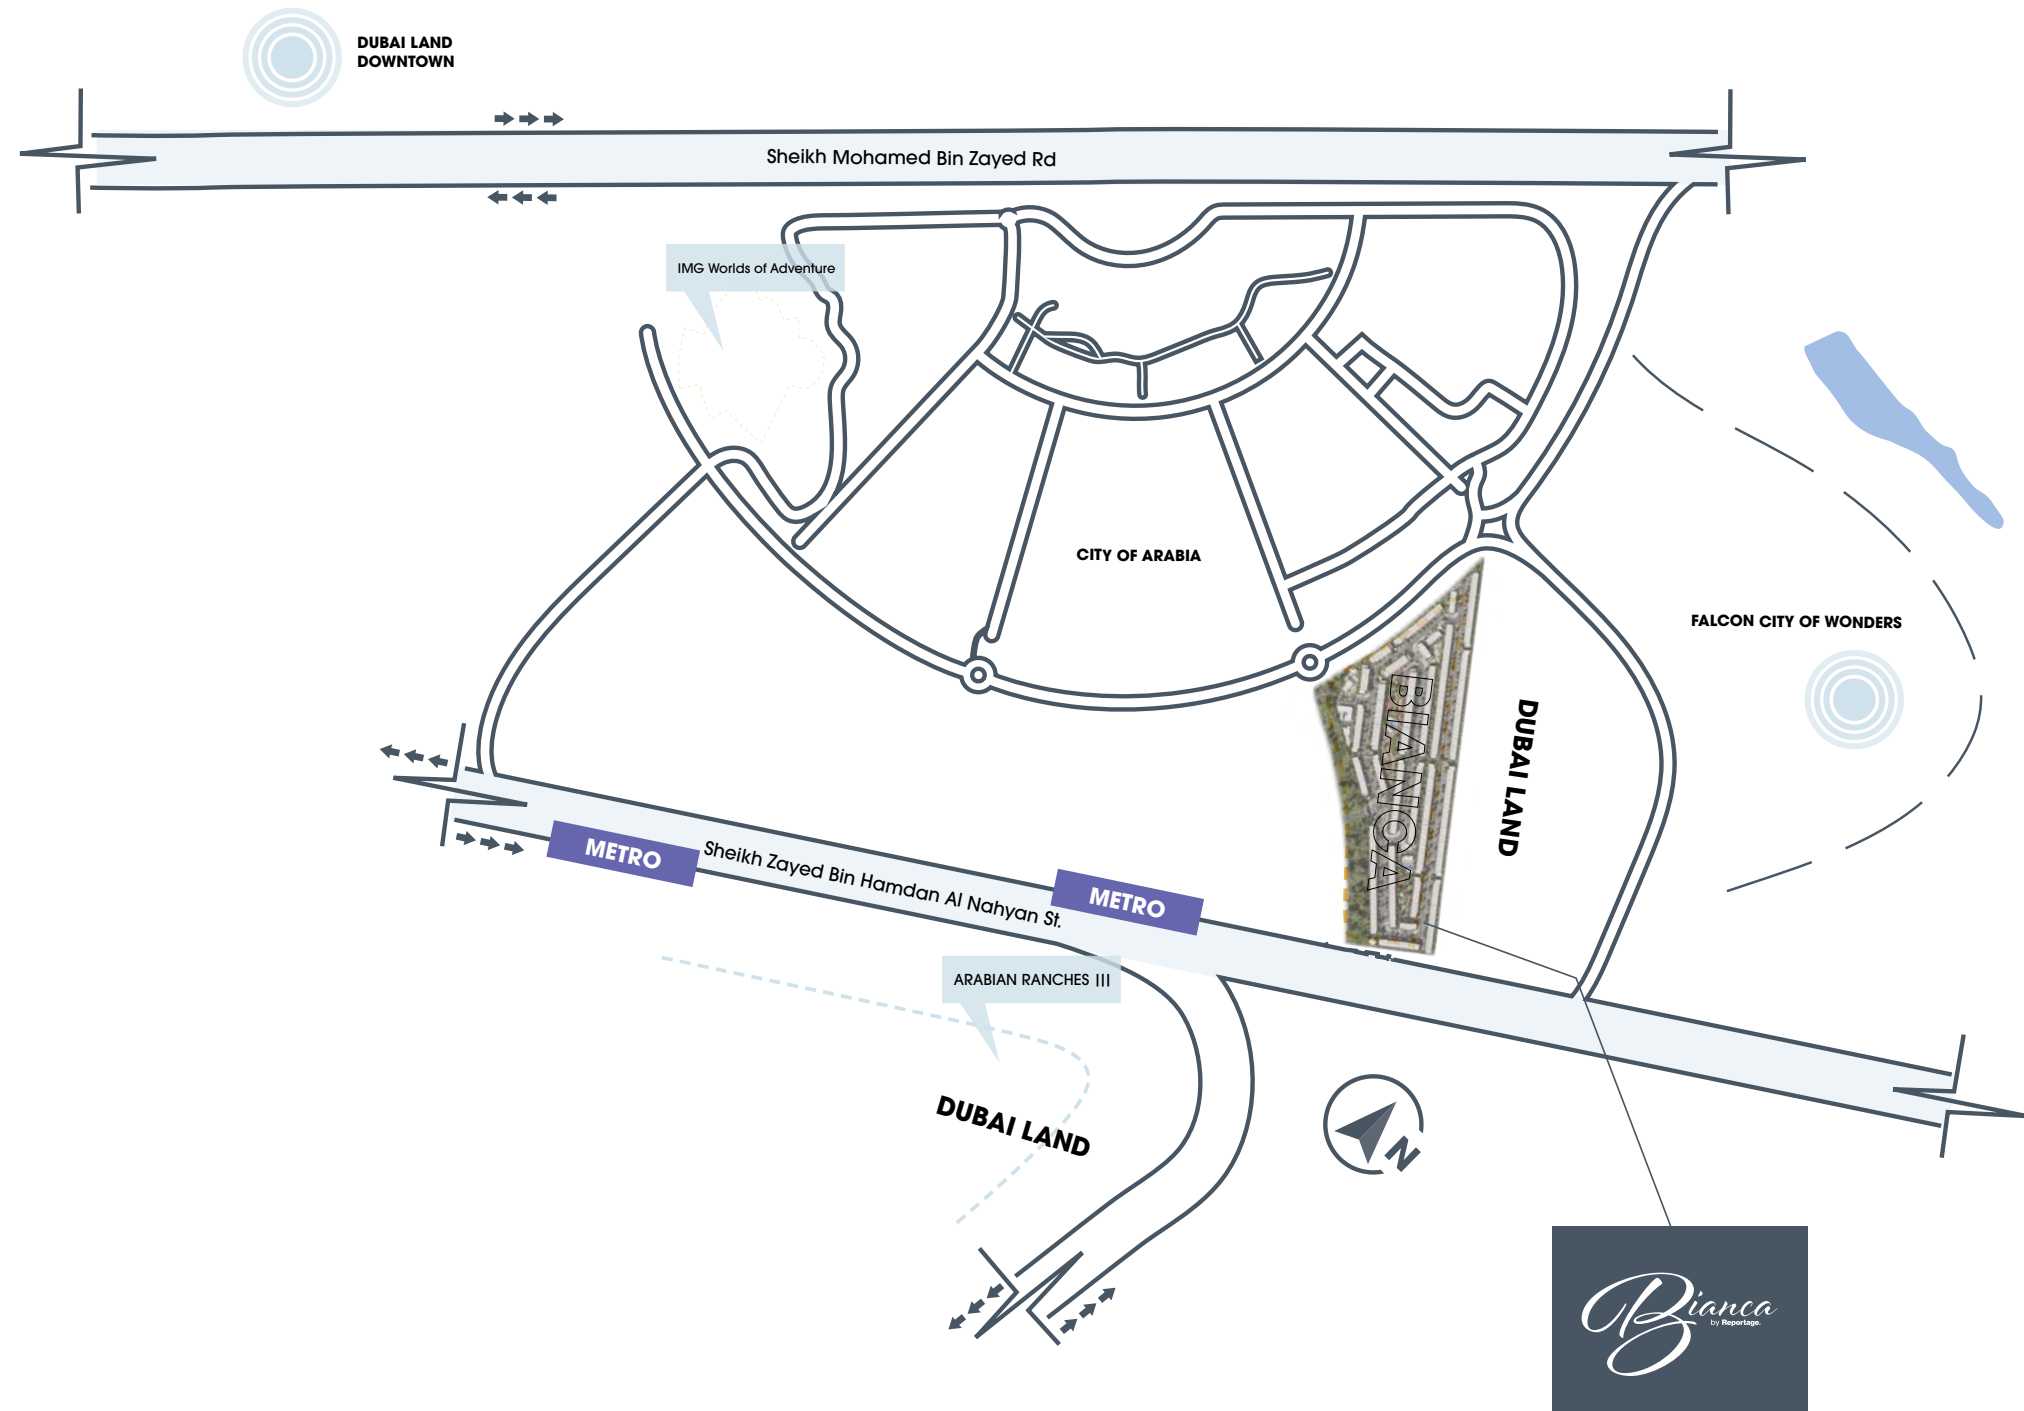 DUBAI LAND
DOWNTOWN
Sheikh Mohamed Bin Zayed Rd
IMG Worlds of Adventure
CITY OF ARABIA
FALCON CITY OF WONDERS
BIANCA
DUBAI LAND
METRO
Sheikh Zayed Bin Hamdan Al Nahyan St.
METRO
ARABIAN RANCHES III
DUBAI LAND
N
Bianca
by Reportage.